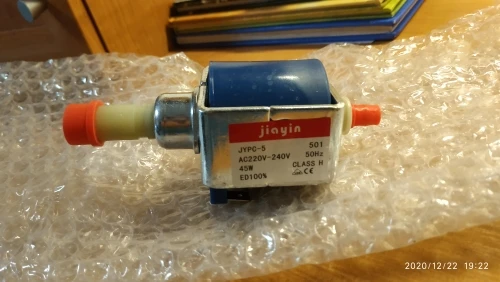 jiayin
JYPC-5 501
AC220V-240V 50Hz
45W CLASS H
ED100% CE
2020/12/22 19:22